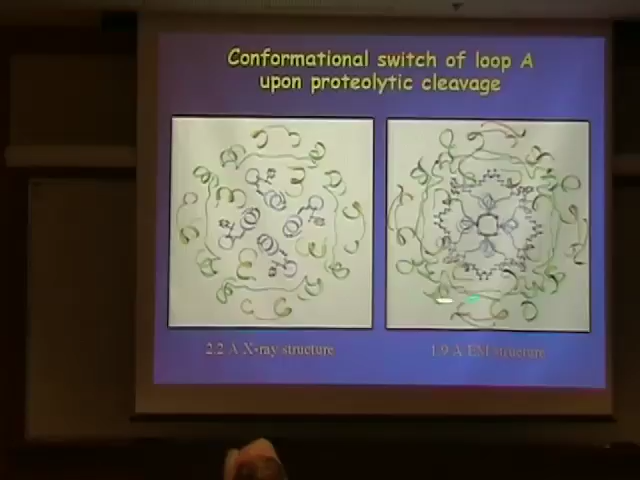 Conformational switch of loop A
upon proteolytic cleavage
2.2 Å X-ray structure
1.9 Å EM structure